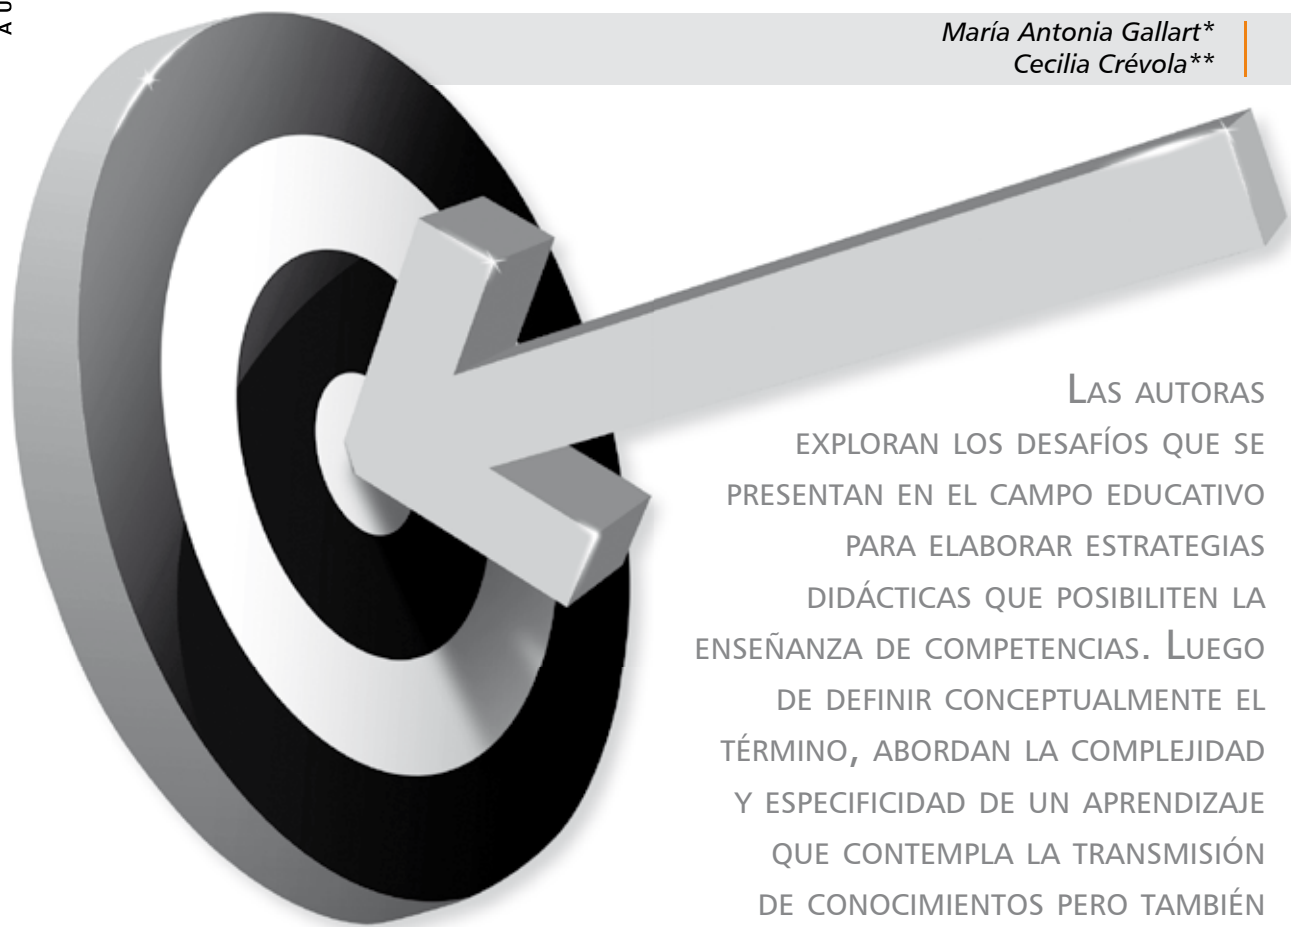 A U
María Antonia Gallart*
Cecilia Crévola**
LAS AUTORAS
EXPLORAN LOS DESAFÍOS QUE SE
PRESENTAN EN EL CAMPO EDUCATIVO
PARA ELABORAR ESTRATEGIAS
DIDÁCTICAS QUE POSIBILITEN LA
ENSEÑANZA DE COMPETENCIAS. LUEGO
DE DEFINIR CONCEPTUALMENTE EL
TÉRMINO, ABORDAN LA COMPLEJIDAD
Y ESPECIFICIDAD DE UN APRENDIZAJE
QUE CONTEMPLA LA TRANSMISIÓN
DE CONOCIMIENTOS PERO TAMBIÉN